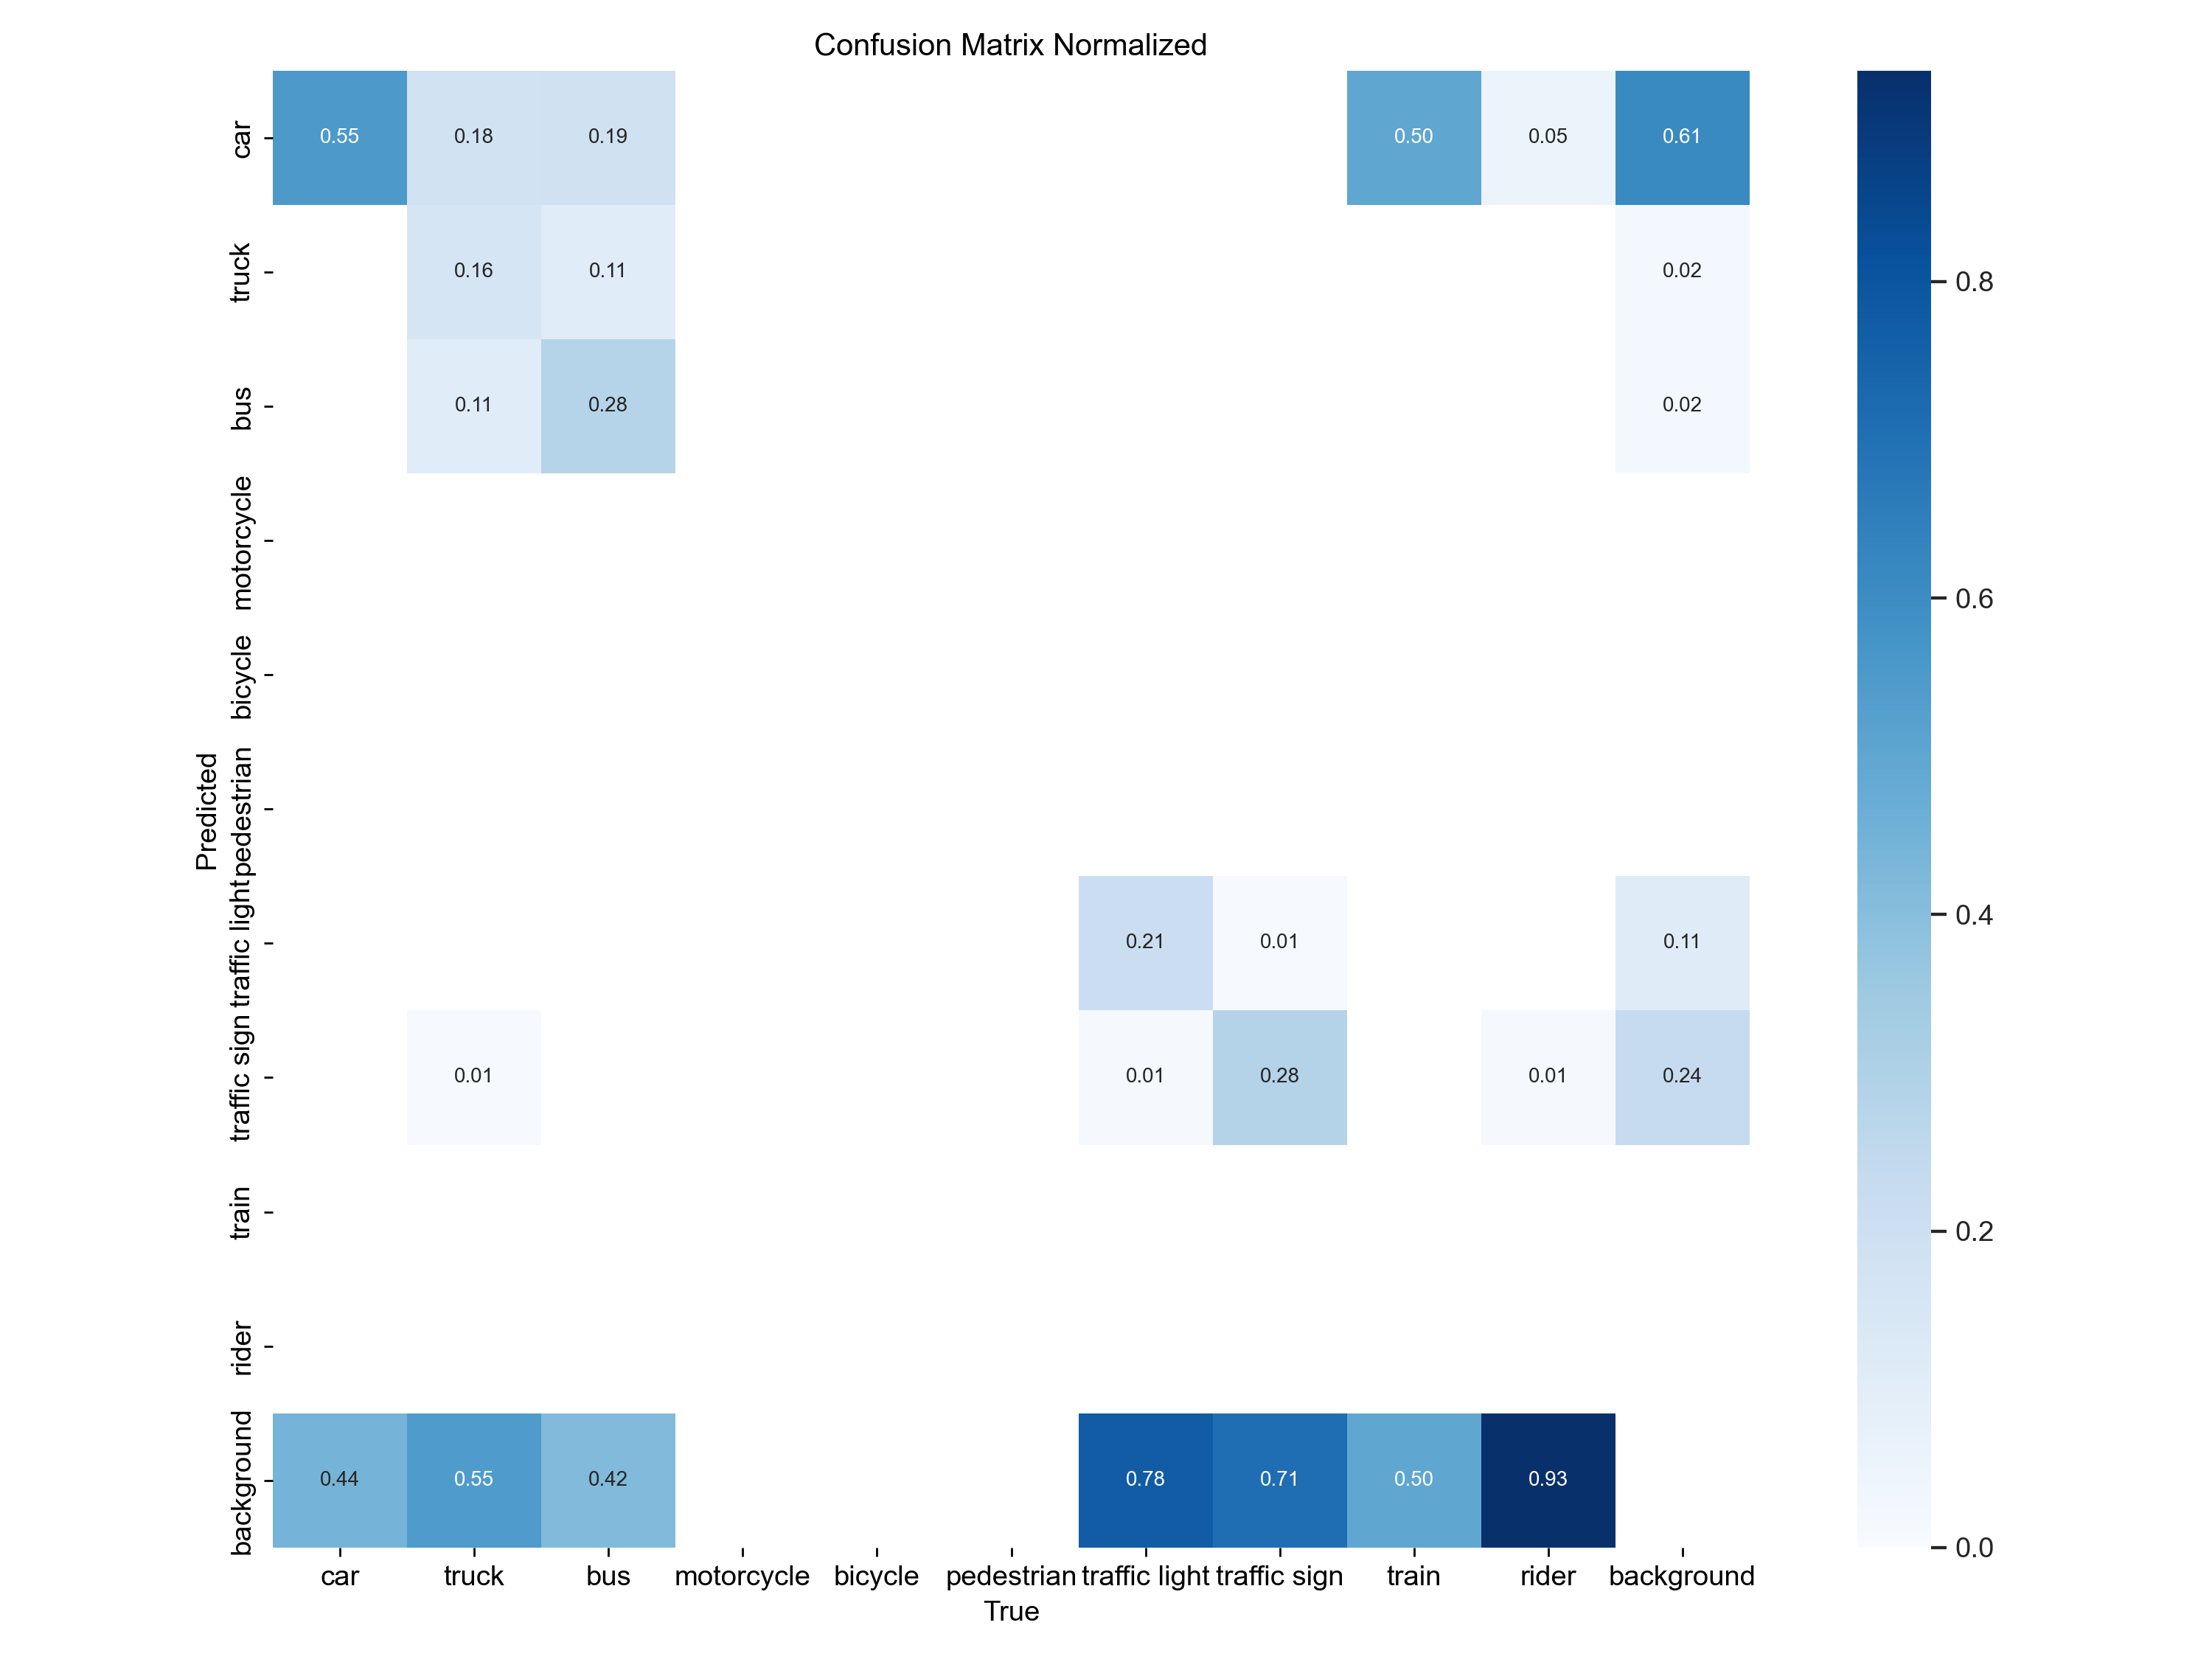 Confusion Matrix Normalized
car 0.55 0.18 0.19 0.50 0.05 0.61
truck 0.16 0.11 0.02
0.8
bus 0.11 0.28 0.02
motorcycle
0.6
bicycle
Predicted
pedestrian
0.4
traffic light 0.21 0.01 0.11
traffic sign 0.01 0.01 0.28 0.01 0.24
train
0.2
rider
background 0.44 0.55 0.42 0.78 0.71 0.50 0.93
0.0
car truck bus motorcycle bicycle pedestrian traffic light traffic sign train rider background
True